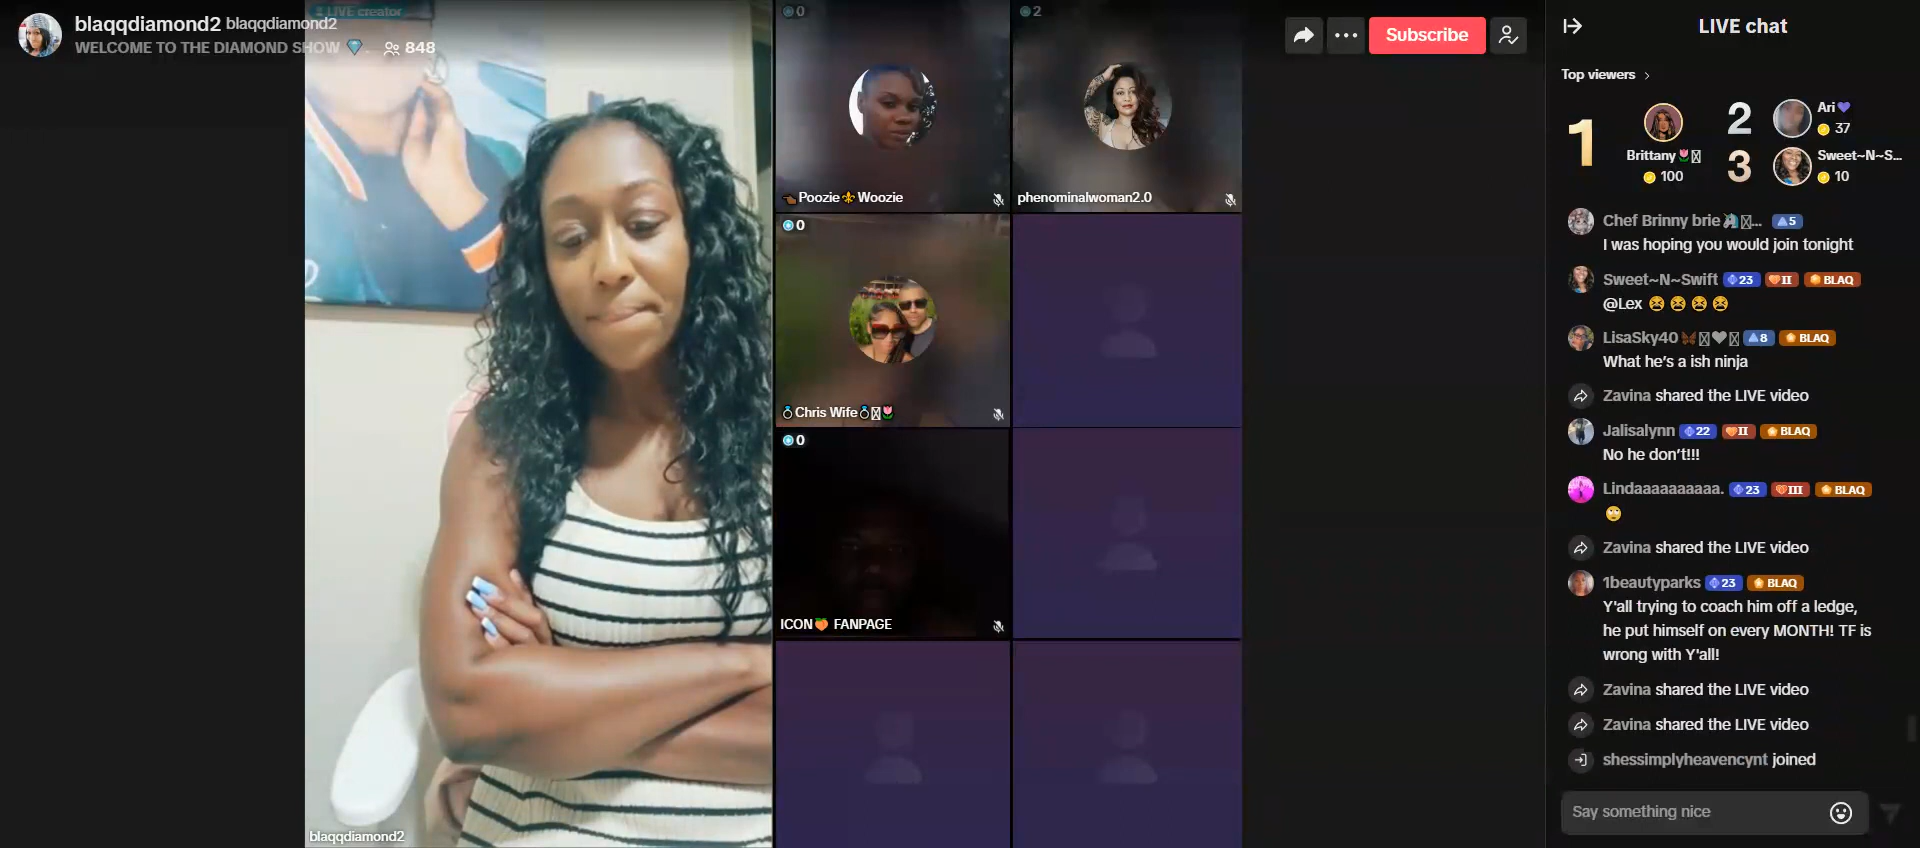 blaqqdiamond2 blaqqdiamond2
WELCOME TO THE DIAMOND SHOW 💎 848
LIVE creator
0
2
Subscribe
👈🏾Poozie⚜Woozie
phenominalwoman2.0
0
💍Chris Wife💍🌷
0
ICON🍑 FANPAGE
blaqqdiamond2
LIVE chat
Top viewers >
1
Brittany🌷
100
2
Ari💜
37
3
Sweet~N~S...
10
Chef Brinny brie🦄... 5
I was hoping you would join tonight
Sweet~N~Swift 23 II BLAQ
@Lex 😫 😫 😫 😫
LisaSky40🦋🖤 8 BLAQ
What he's a ish ninja
Zavina shared the LIVE video
Jalisalynn 22 II BLAQ
No he don't!!!
Lindaaaaaaaaaa. 23 III BLAQ
🙄
Zavina shared the LIVE video
1beautyparks 23 BLAQ
Y'all trying to coach him off a ledge,
he put himself on every MONTH! TF is
wrong with Y'all!
Zavina shared the LIVE video
Zavina shared the LIVE video
shessimplyheavencynt joined
Say something nice